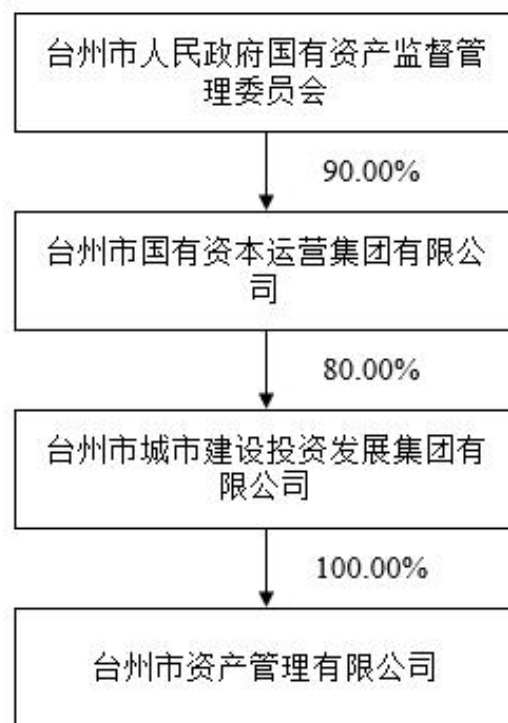 台州市人民政府国有资产监督管
理委员会
90.00%
台州市国有资本运营集团有限公
司
80.00%
台州市城市建设投资发展集团有
限公司
100.00%
台州市资产管理有限公司